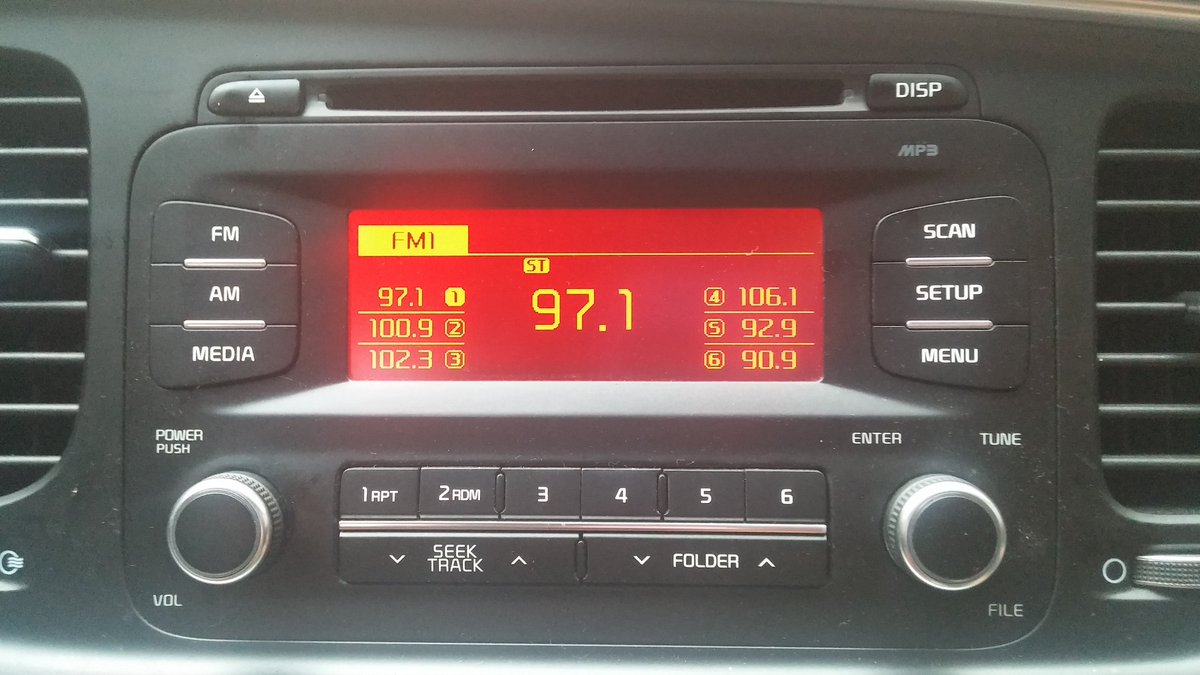 DISP
MP3
FM
AM
MEDIA
FM1
ST
97.1 1
100.9 2
102.3 3
97.1
4 106.1
5 92.9
6 90.9
SCAN
SETUP
MENU
POWER
PUSH
VOL
1 RPT
2 RDM
3
4
5
6
SEEK
TRACK
FOLDER
ENTER
TUNE
FILE